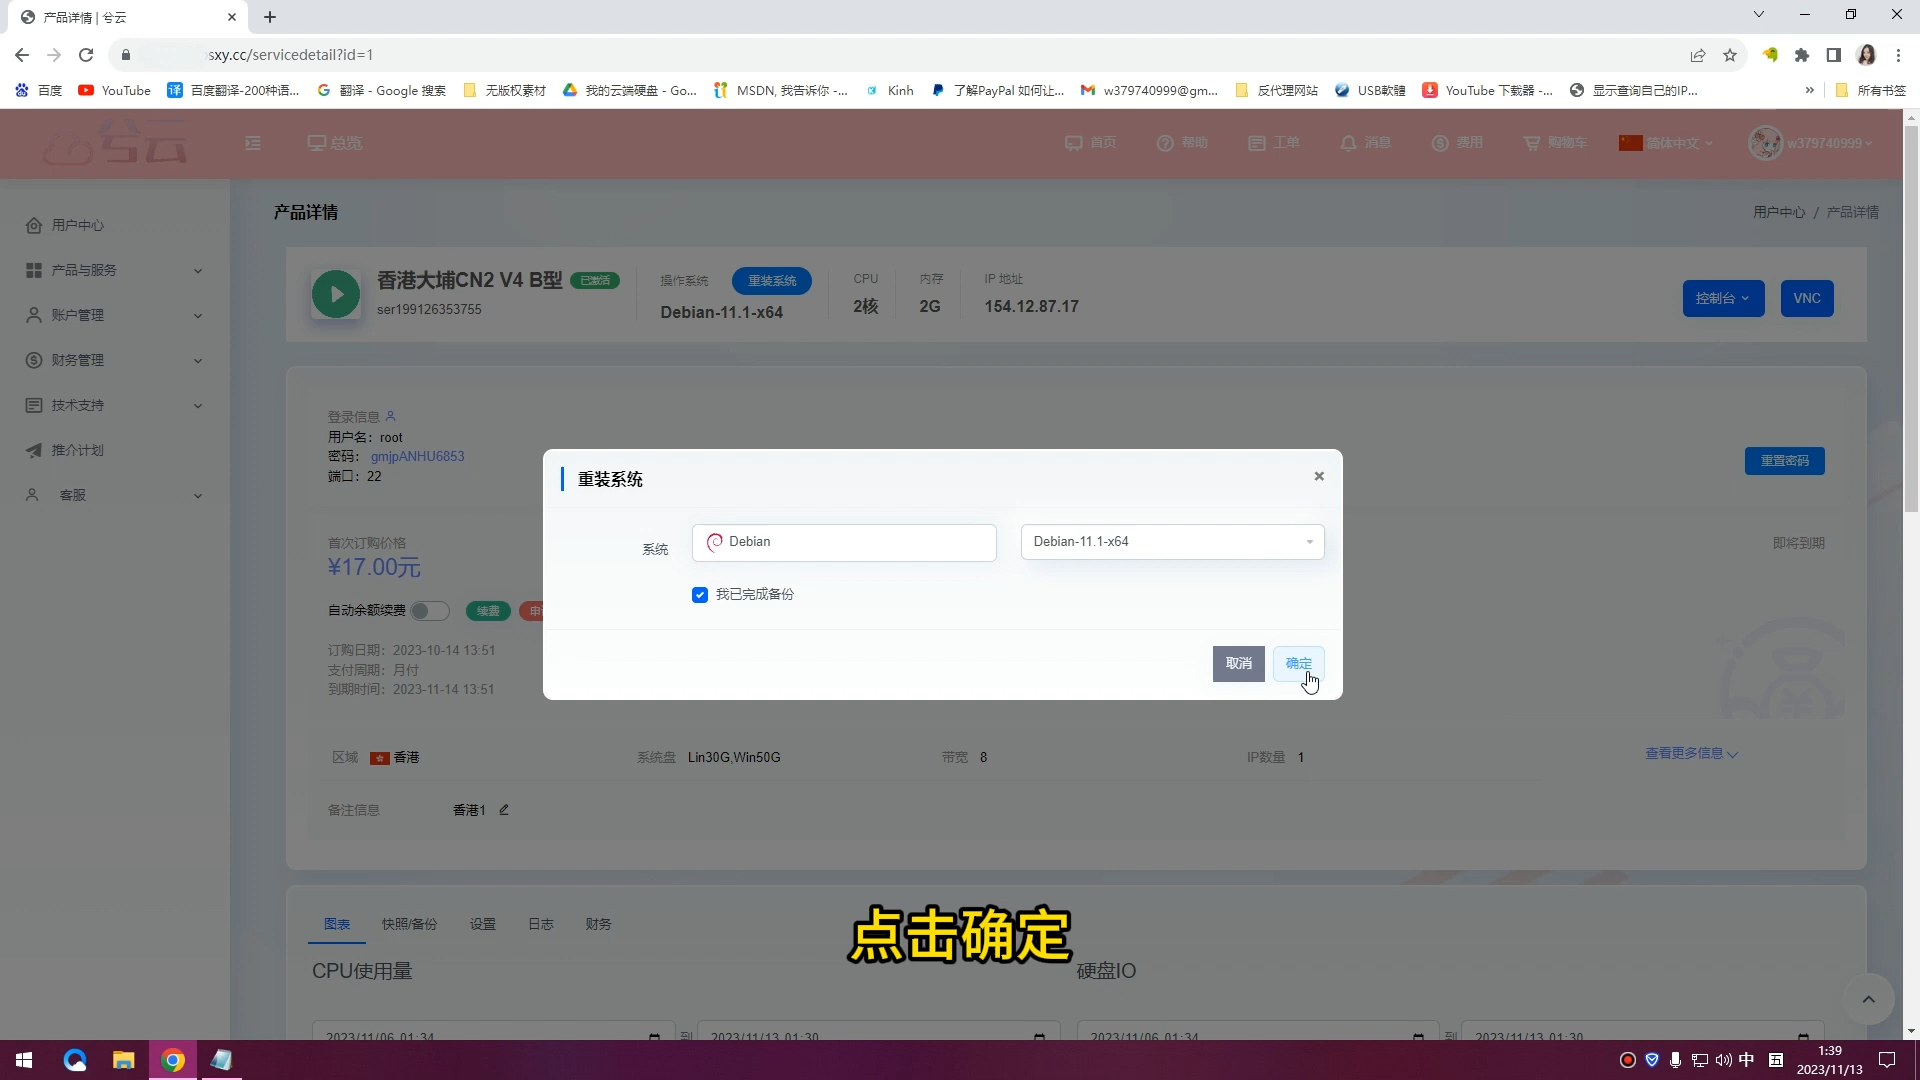 产品详情 | 兮云
sxy.cc/servicedetail?id=1
百度
YouTube
百度翻译-200种语...
翻译 - Google 搜索
无版权素材
我的云端硬盘 - Go...
MSDN, 我告诉你 -...
Kinh
了解PayPal 如何让...
w379740999@gm...
反代理网站
USB软體
YouTube 下载器 -...
显示查询自己的IP...
»
所有书签
兮云
总览
首页
帮助
工单
消息
费用
购物车
简体中文
w379740999
用户中心
产品与服务
账户管理
财务管理
技术支持
推介计划
客服
产品详情
用户中心 / 产品详情
香港大埔CN2 V4 B型 已激活
ser199126353755
操作系统 重装系统
Debian-11.1-x64
CPU
2核
内存
2G
IP 地址
154.12.87.17
控制台
VNC
登录信息
用户名：root
密码： gmjpANHU6853
端口：22
重置密码
首次订购价格
¥17.00元
即将到期
自动余额续费 续费
订购日期：2023-10-14 13:51
支付周期：月付
到期时间：2023-11-14 13:51
重装系统
系统 Debian Debian-11.1-x64
我已完成备份
取消 确定
区域 香港
系统盘 Lin30G,Win50G
带宽 8
IP数量 1
查看更多信息
备注信息 香港1
图表 快照/备份 设置 日志 财务
点击确定
CPU使用量
硬盘IO
2023/11/06 01:34 到 2023/11/13 01:30
2023/11/06 01:34 到 2023/11/13 01:30
中
五
1:39
2023/11/13